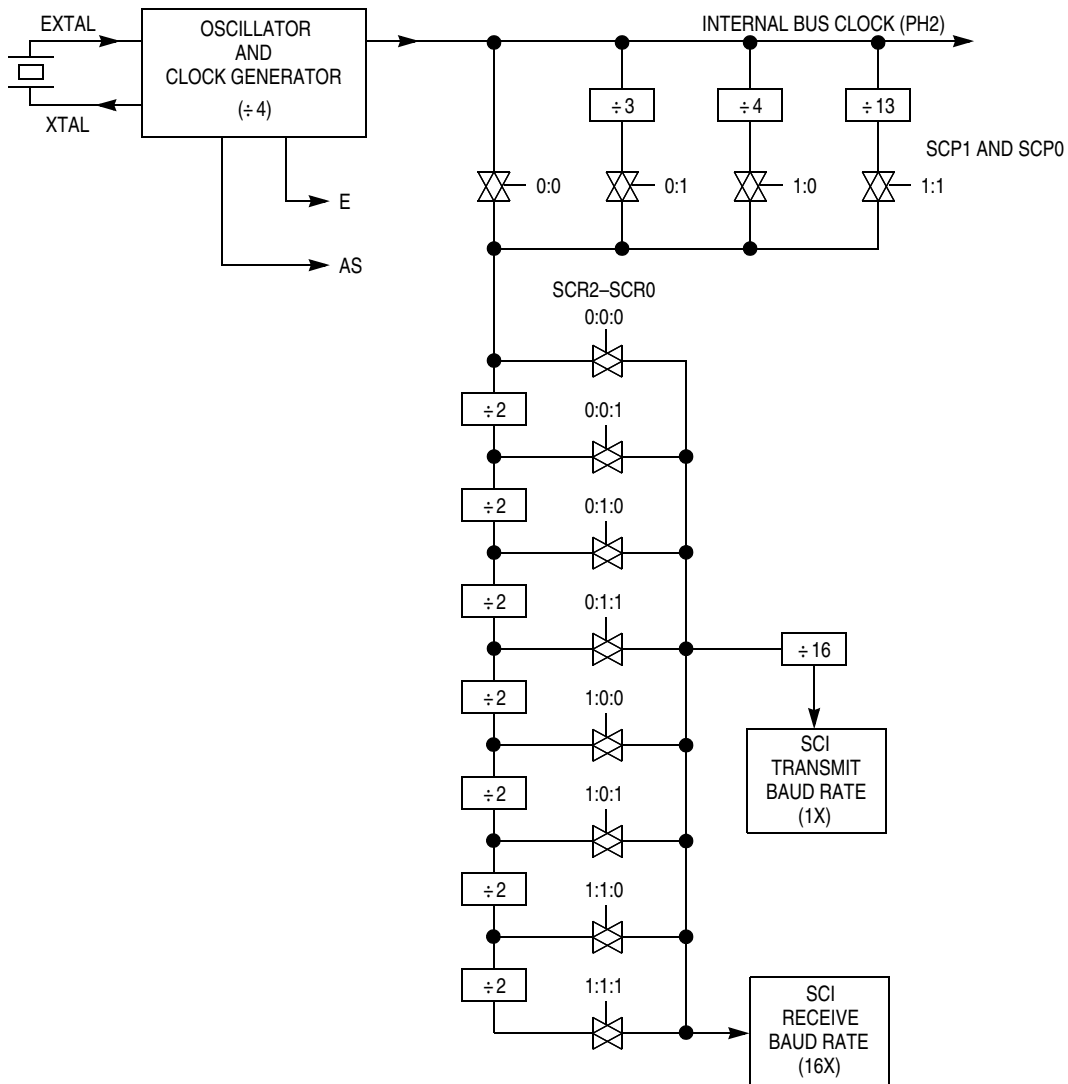 EXTAL
XTAL
OSCILLATOR
AND
CLOCK GENERATOR
(÷4)
E
AS
INTERNAL BUS CLOCK (PH2)
÷3
÷4
÷13
SCP1 AND SCP0
0:0
0:1
1:0
1:1
SCR2–SCR0
0:0:0
÷2
0:0:1
÷2
0:1:0
÷2
0:1:1
÷16
÷2
1:0:0
SCI
TRANSMIT
BAUD RATE
(1X)
÷2
1:0:1
÷2
1:1:0
÷2
1:1:1
SCI
RECEIVE
BAUD RATE
(16X)